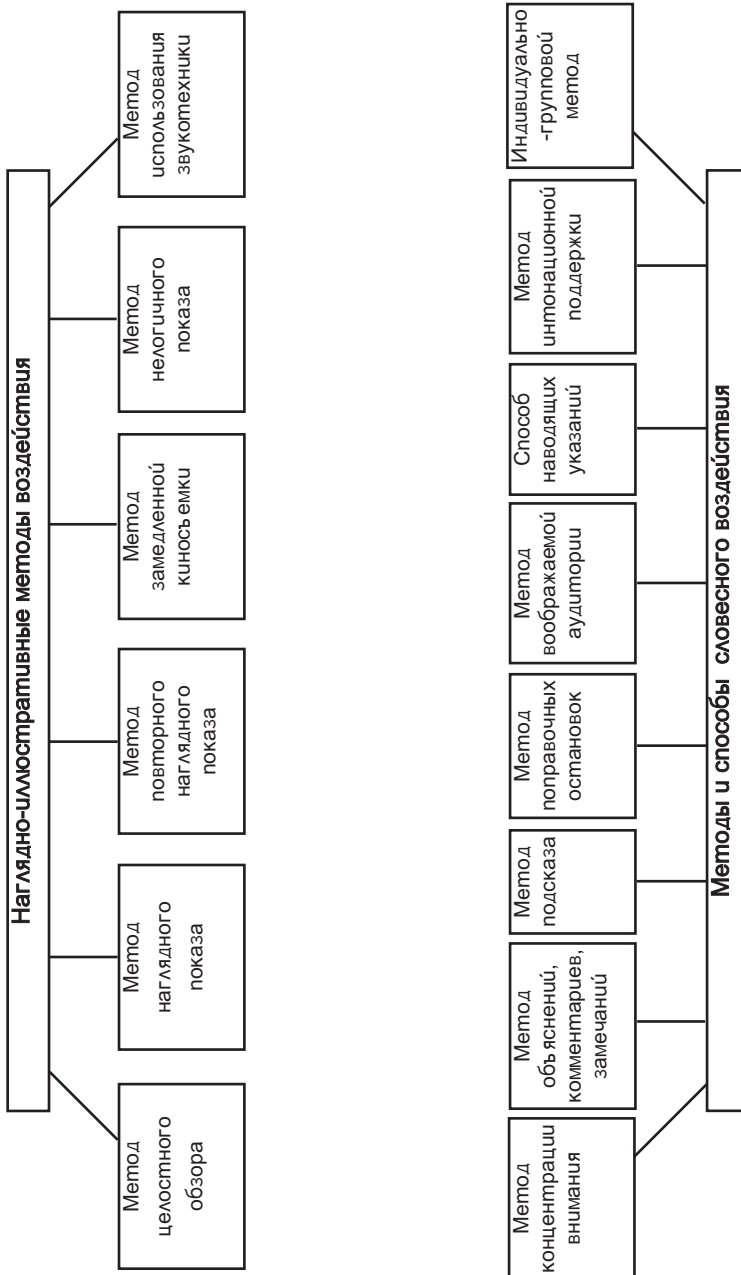 Наглядно-иллюстративные методы воздействия
Метод
целостного
обзора
Метод
наглядного
показа
Метод
повторного
наглядного
показа
Метод
замедленной
киносъемки
Метод
нелогичного
показа
Метод
использования
звукотехники
Метод
концентрации
внимания
Метод
объяснений,
комментариев,
замечаний
Метод
подсказа
Метод
поправочных
остановок
Метод
воображаемой
аудитории
Способ
наводящих
указаний
Метод
интонационной
поддержки
Индивидуально
-групповой
метод
Методы и способы словесного воздействия